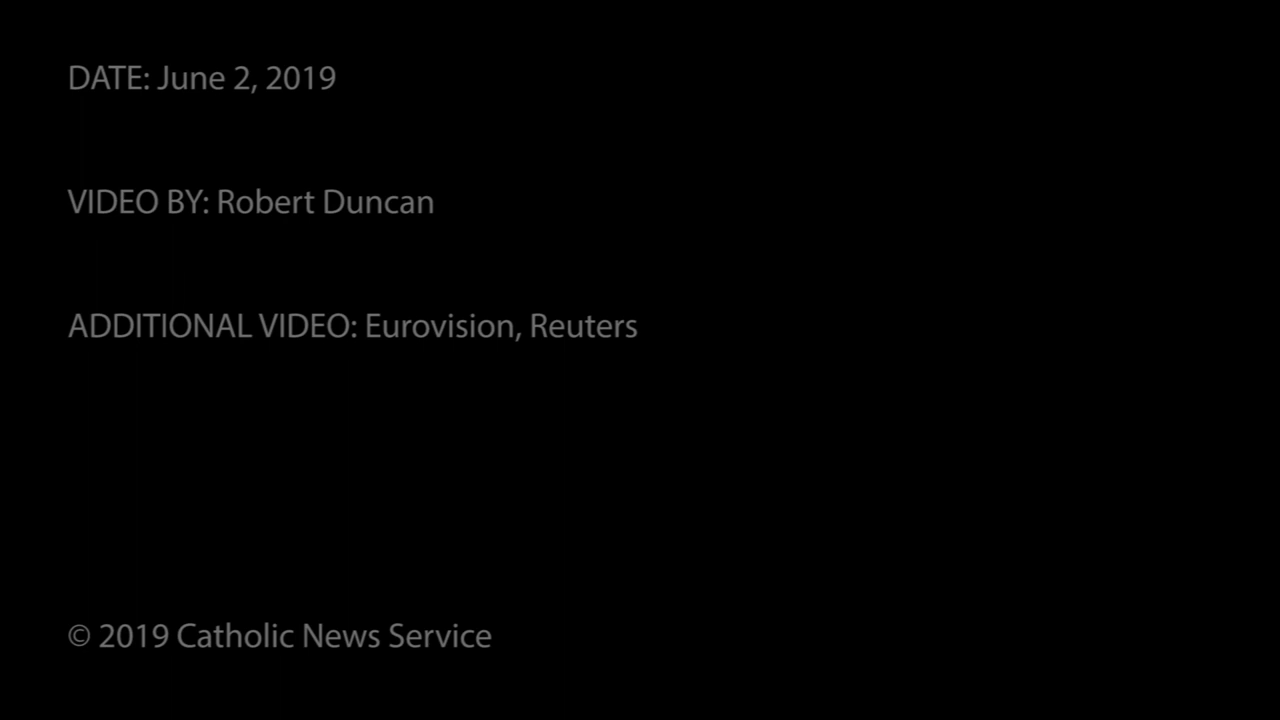 DATE: June 2, 2019
VIDEO BY: Robert Duncan
ADDITIONAL VIDEO: Eurovision, Reuters
© 2019 Catholic News Service